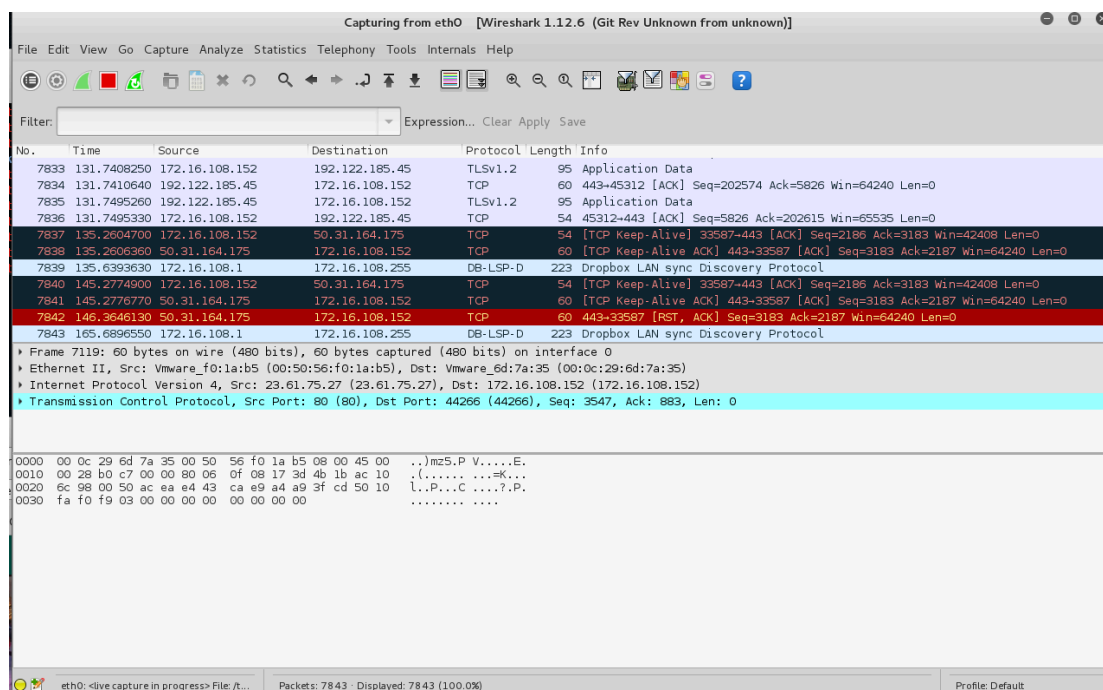 Capturing from eth0 [Wireshark 1.12.6 (Git Rev Unknown from unknown)]
File Edit View Go Capture Analyze Statistics Telephony Tools Internals Help
Filter: Expression... Clear Apply Save
No. Time Source Destination Protocol Length Info
7833 131.7408250 172.16.108.152 192.122.185.45 TLSv1.2 95 Application Data
7834 131.7410640 192.122.185.45 172.16.108.152 TCP 60 443→45312 [ACK] Seq=202574 Ack=5826 Win=64240 Len=0
7835 131.7495260 192.122.185.45 172.16.108.152 TLSv1.2 95 Application Data
7836 131.7495330 172.16.108.152 192.122.185.45 TCP 54 45312→443 [ACK] Seq=5826 Ack=202615 Win=65535 Len=0
7837 135.2604700 172.16.108.152 50.31.164.175 TCP 54 [TCP Keep-Alive] 33587→443 [ACK] Seq=2186 Ack=3183 Win=42408 Len=0
7838 135.2606360 50.31.164.175 172.16.108.152 TCP 60 [TCP Keep-Alive ACK] 443→33587 [ACK] Seq=3183 Ack=2187 Win=64240 Len=0
7839 135.6393630 172.16.108.1 172.16.108.255 DB-LSP-D 223 Dropbox LAN sync Discovery Protocol
7840 145.2774900 172.16.108.152 50.31.164.175 TCP 54 [TCP Keep-Alive] 33587→443 [ACK] Seq=2186 Ack=3183 Win=42408 Len=0
7841 145.2776770 50.31.164.175 172.16.108.152 TCP 60 [TCP Keep-Alive ACK] 443→33587 [ACK] Seq=3183 Ack=2187 Win=64240 Len=0
7842 146.3646130 50.31.164.175 172.16.108.152 TCP 60 443→33587 [RST, ACK] Seq=3183 Ack=2187 Win=64240 Len=0
7843 165.6896550 172.16.108.1 172.16.108.255 DB-LSP-D 223 Dropbox LAN sync Discovery Protocol
Frame 7119: 60 bytes on wire (480 bits), 60 bytes captured (480 bits) on interface 0
Ethernet II, Src: Vmware_f0:1a:b5 (00:50:56:f0:1a:b5), Dst: Vmware_6d:7a:35 (00:0c:29:6d:7a:35)
Internet Protocol Version 4, Src: 23.61.75.27 (23.61.75.27), Dst: 172.16.108.152 (172.16.108.152)
Transmission Control Protocol, Src Port: 80 (80), Dst Port: 44266 (44266), Seq: 3547, Ack: 883, Len: 0
0000 00 0c 29 6d 7a 35 00 50 56 f0 1a b5 08 00 45 00 ..)mz5.P V.....E.
0010 00 28 b0 c7 00 00 80 06 0f 08 17 3d 4b 1b ac 10 .(...... ...=K...
0020 6c 98 00 50 ac ea e4 43 ca e9 a4 a9 3f cd 50 10 l..P...C ....?.P.
0030 fa f0 f9 03 00 00 00 00 00 00 00 00 ........ ....
eth0: <live capture in progress> File: /t... Packets: 7843 · Displayed: 7843 (100.0%) Profile: Default